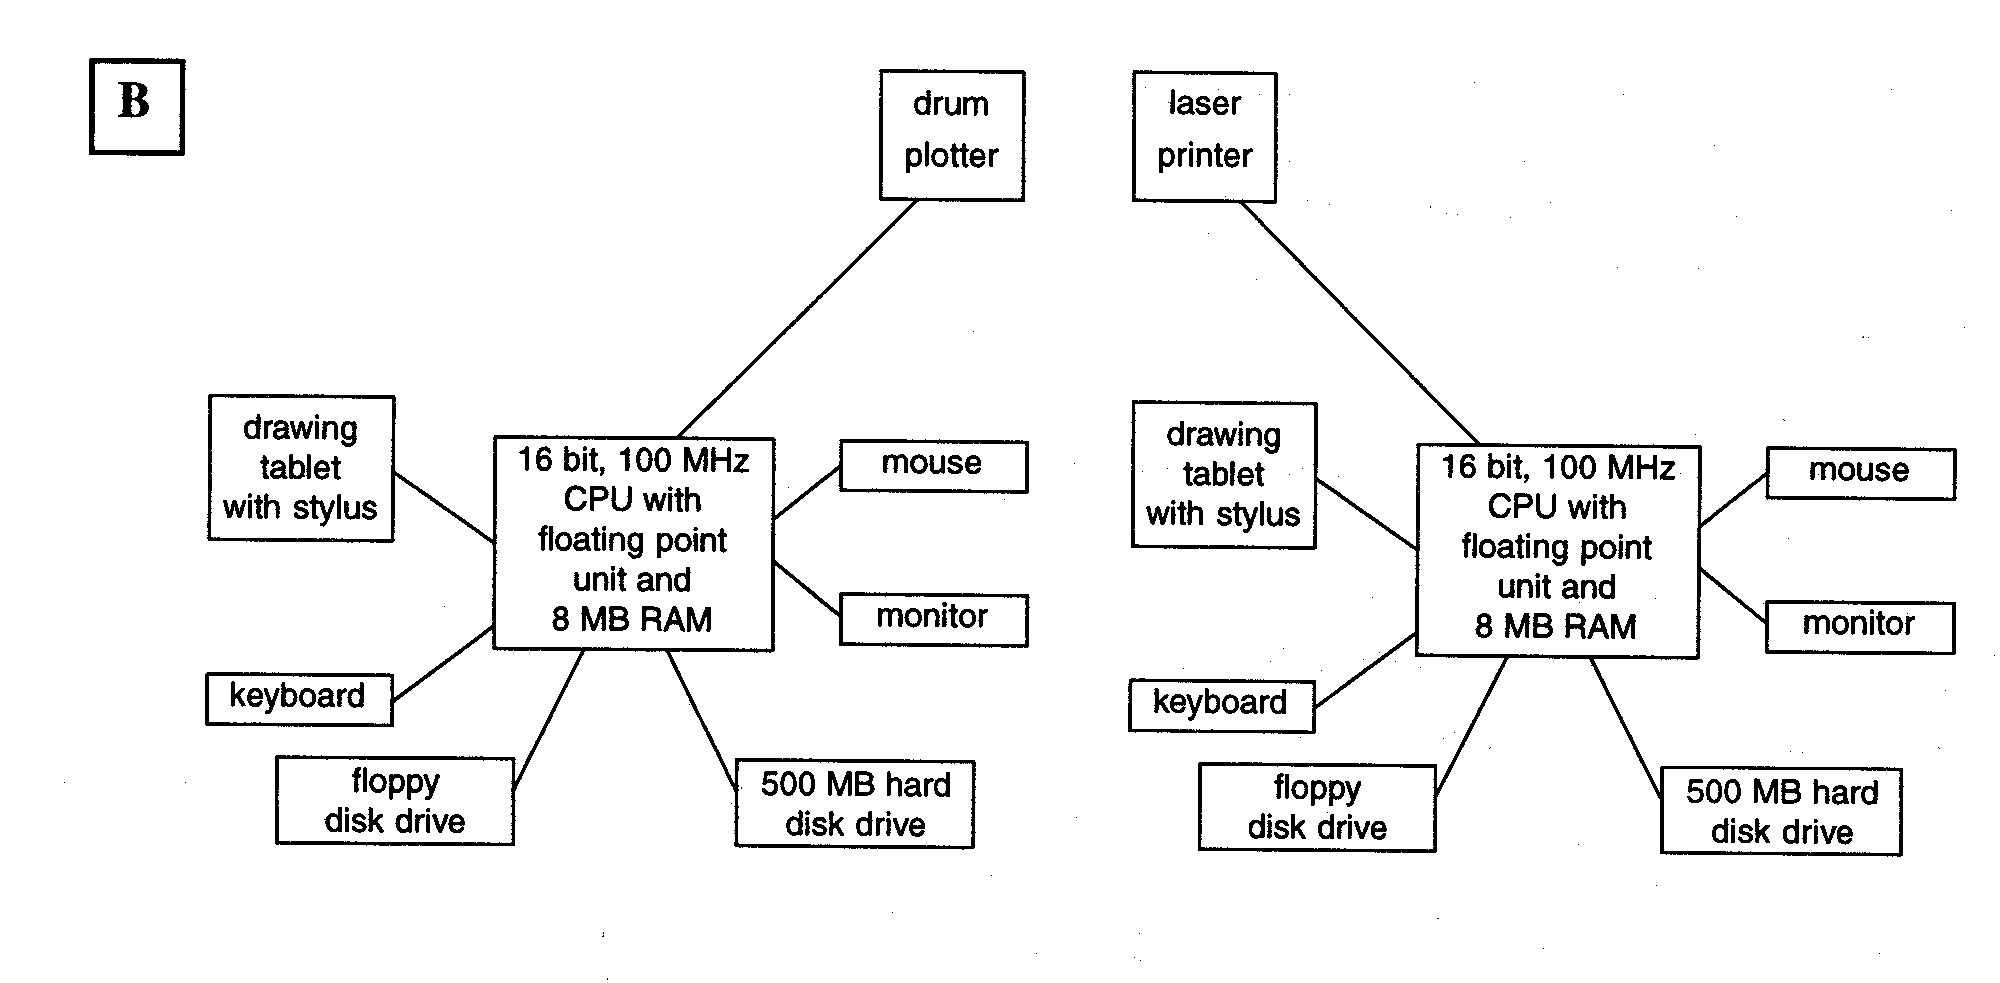 B
drum
plotter
laser
printer
drawing
tablet
with stylus
16 bit, 100 MHz
CPU with
floating point
unit and
8 MB RAM
mouse
monitor
keyboard
floppy
disk drive
500 MB hard
disk drive
drawing
tablet
with stylus
16 bit, 100 MHz
CPU with
floating point
unit and
8 MB RAM
mouse
monitor
keyboard
floppy
disk drive
500 MB hard
disk drive